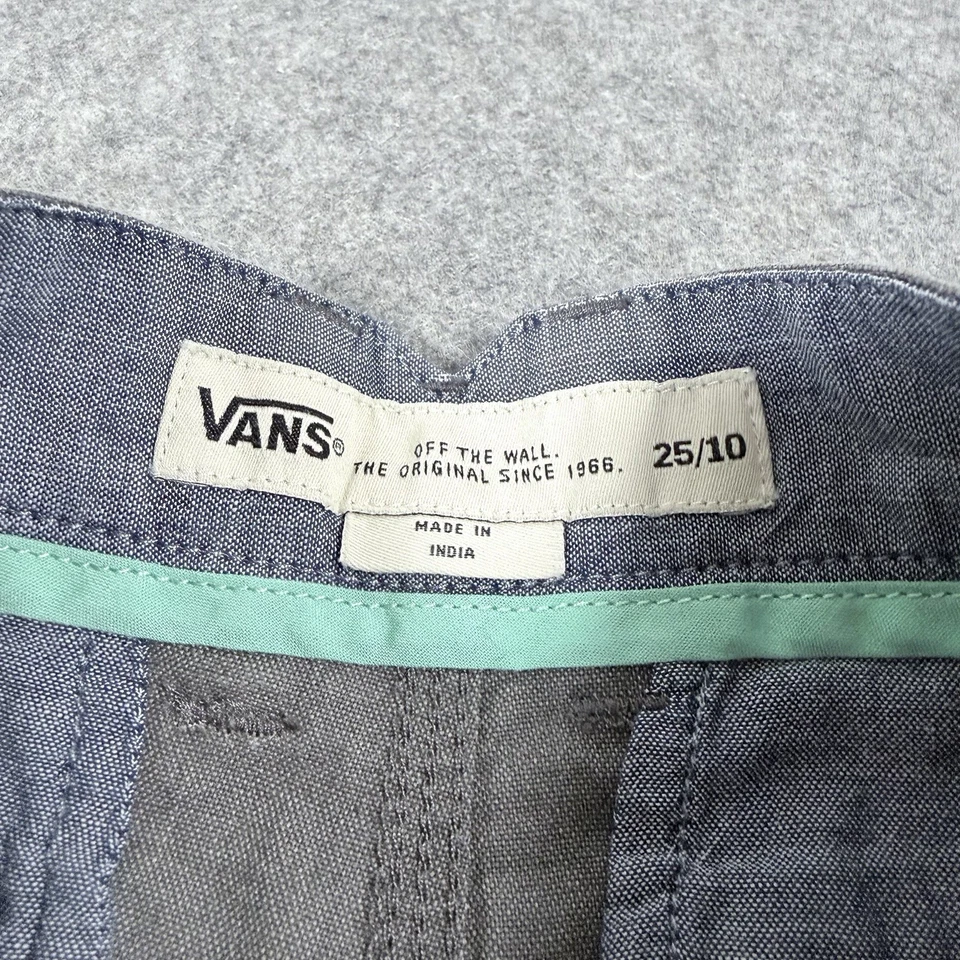 VANS®
OFF THE WALL.
THE ORIGINAL SINCE 1966.
25/10
MADE IN
INDIA